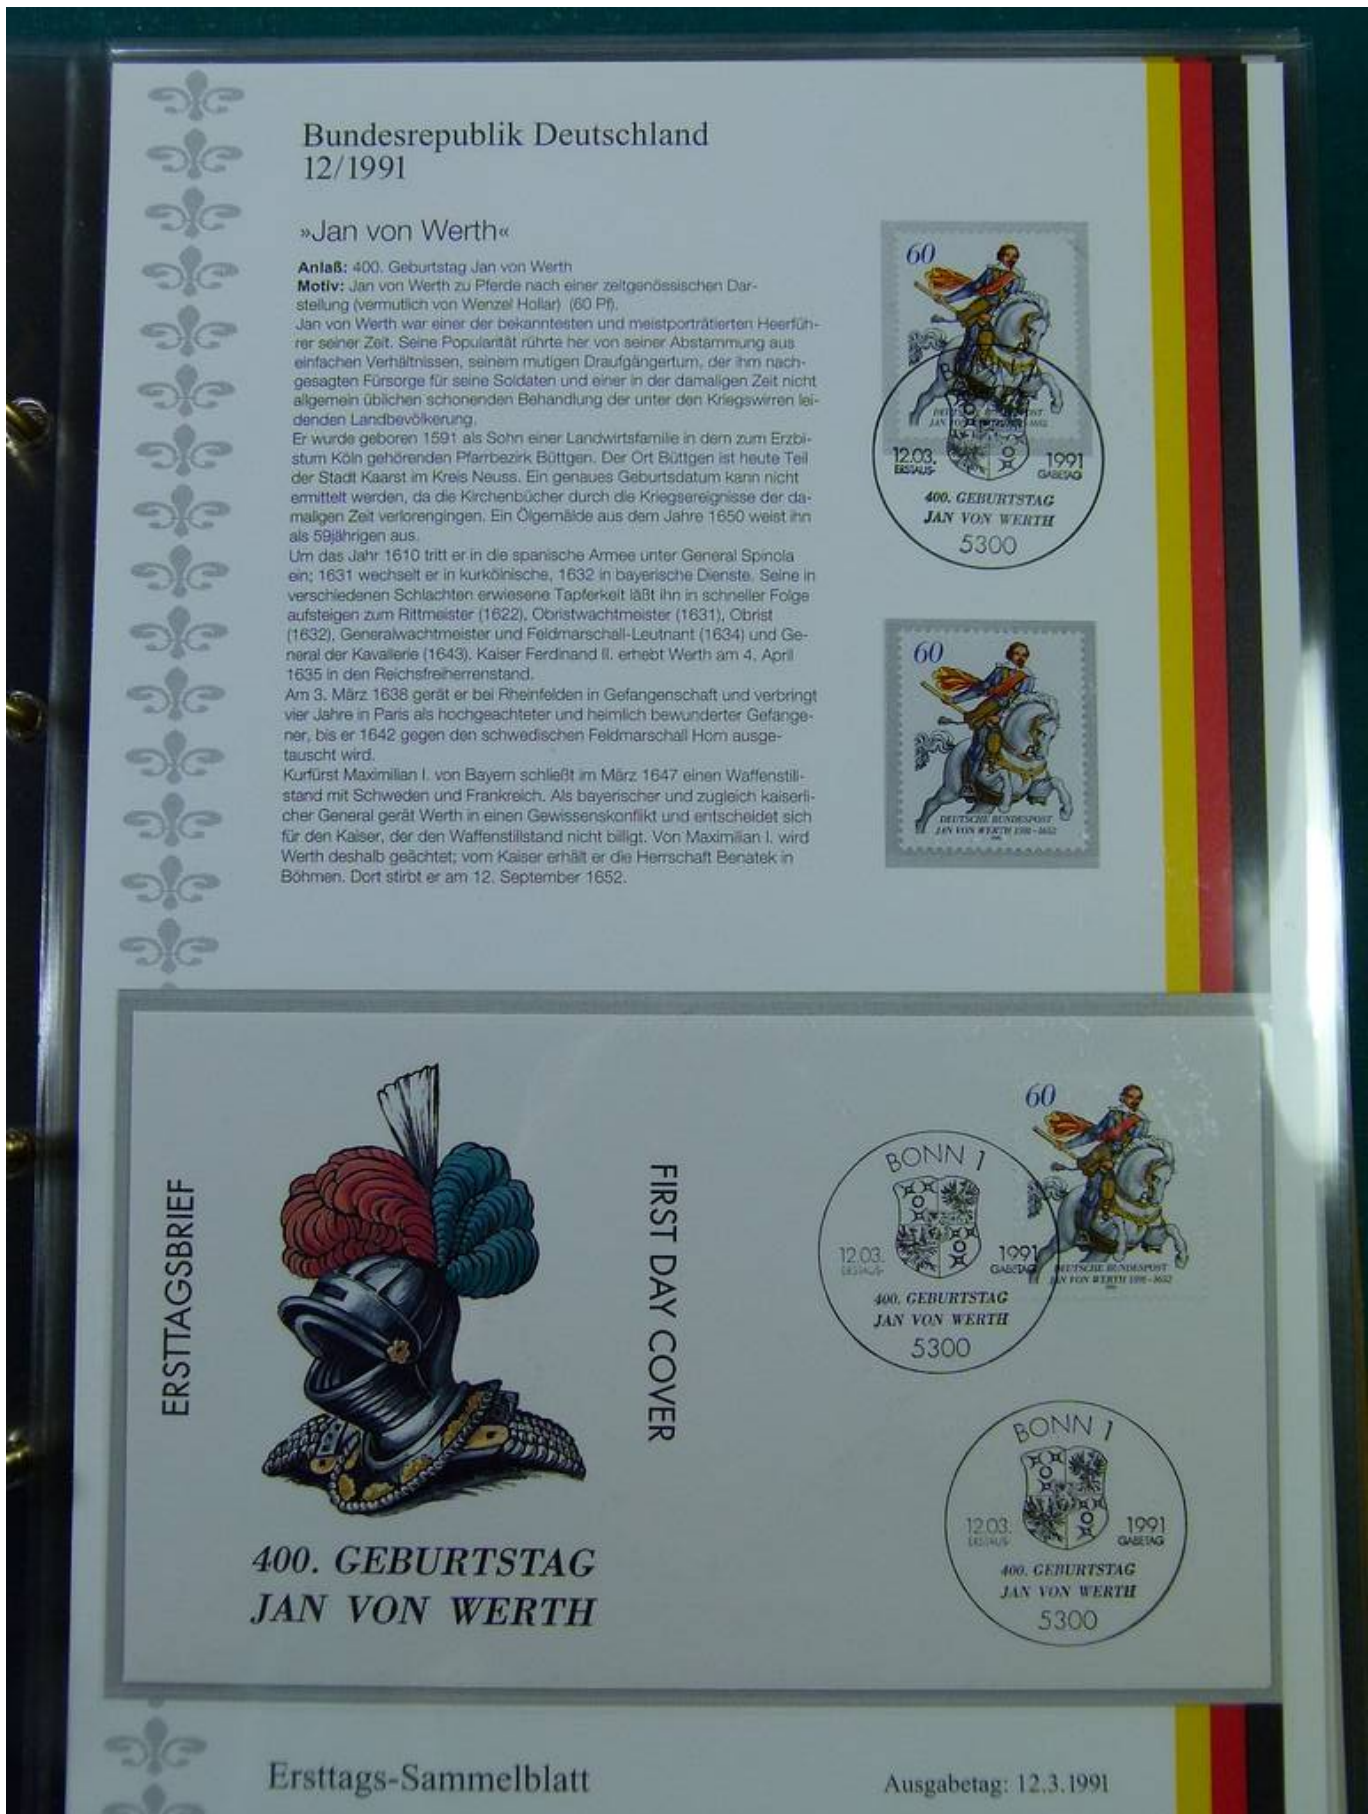 Bundesrepublik Deutschland
12/1991
»Jan von Werth«
Anlaß: 400. Geburtstag Jan von Werth
Motiv: Jan von Werth zu Pferde nach einer zeitgenössischen Dar-
stellung (vermutlich von Wenzel Hollar) (60 Pf).
Jan von Werth war einer der bekanntesten und meistporträtierten Heerfüh-
rer seiner Zeit. Seine Popularität rührte her von seiner Abstammung aus
einfachen Verhältnissen, seinem mutigen Draufgängertum, der ihm nach-
gesagten Fürsorge für seine Soldaten und einer in der damaligen Zeit nicht
allgemein üblichen schonenden Behandlung der unter den Kriegswirren lei-
denden Landbevölkerung.
Er wurde geboren 1591 als Sohn einer Landwirtsfamilie in dem zum Erzbi-
stum Köln gehörenden Pfarrbezirk Büttgen. Der Ort Büttgen ist heute Teil
der Stadt Kaarst im Kreis Neuss. Ein genaues Geburtsdatum kann nicht
ermittelt werden, da die Kirchenbücher durch die Kriegsereignisse der da-
maligen Zeit verlorengingen. Ein Ölgemälde aus dem Jahre 1650 weist ihn
als 59jährigen aus.
Um das Jahr 1610 tritt er in die spanische Armee unter General Spinola
ein; 1631 wechselt er in kurkölnische, 1632 in bayerische Dienste. Seine in
verschiedenen Schlachten erwiesene Tapferkeit läßt ihn in schneller Folge
aufsteigen zum Rittmeister (1622), Obristwachtmeister (1631), Obrist
(1632), Generalwachtmeister und Feldmarschall-Leutnant (1634) und Ge-
neral der Kavallerie (1643). Kaiser Ferdinand II. erhebt Werth am 4. April
1635 in den Reichsfreiherrenstand.
Am 3. März 1638 gerät er bei Rheinfelden in Gefangenschaft und verbringt
vier Jahre in Paris als hochgeachteter und heimlich bewunderter Gefange-
ner, bis er 1642 gegen den schwedischen Feldmarschall Horn ausge-
tauscht wird.
Kurfürst Maximilian I. von Bayern schließt im März 1647 einen Waffenstill-
stand mit Schweden und Frankreich. Als bayerischer und zugleich kaiserli-
cher General gerät Werth in einen Gewissenskonflikt und entscheidet sich
für den Kaiser, der den Waffenstillstand nicht billigt. Von Maximilian I. wird
Werth deshalb geächtet; vom Kaiser erhält er die Herrschaft Benatek in
Böhmen. Dort stirbt er am 12. September 1652.
60
12.03. 1991
ERSTAUS- GABETAG
400. GEBURTSTAG
JAN VON WERTH
5300
60
DEUTSCHE BUNDESPOST
JAN VON WERTH 1591-1652
ERSTTAGSBRIEF
FIRST DAY COVER
400. GEBURTSTAG
JAN VON WERTH
60
DEUTSCHE BUNDESPOST
JAN VON WERTH 1591-1652
BONN 1
12.03. 1991
ERSTAUS- GABETAG
400. GEBURTSTAG
JAN VON WERTH
5300
BONN 1
12.03. 1991
ERSTAUS- GABETAG
400. GEBURTSTAG
JAN VON WERTH
5300
Ersttags-Sammelblatt
Ausgabetag: 12.3.1991